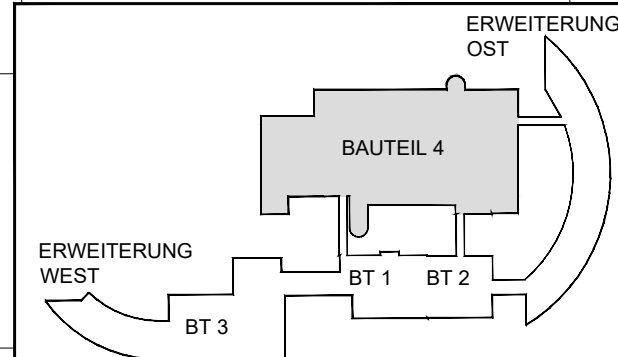 ERWEITERUNG
OST
BAUTEIL 4
ERWEITERUNG
WEST
BT 1
BT 2
BT 3